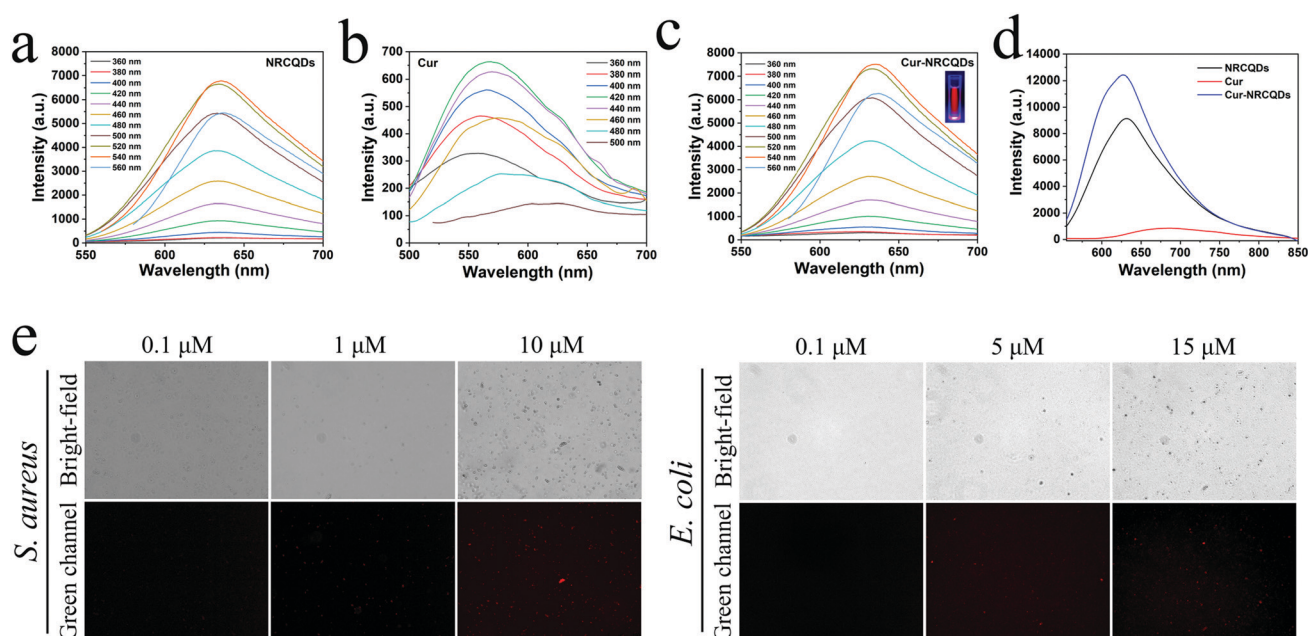 a
8000
7000
6000
5000
4000
3000
2000
1000
0
Intensity (a.u.)
360 nm
380 nm
400 nm
420 nm
440 nm
460 nm
480 nm
500 nm
520 nm
540 nm
560 nm
NRCQDs
550 600 650 700
Wavelength (nm)
b
700
600
500
400
300
200
100
0
Intensity (a.u.)
Cur
360 nm
380 nm
400 nm
420 nm
440 nm
460 nm
480 nm
500 nm
500 550 600 650 700
Wavelength (nm)
c
8000
7000
6000
5000
4000
3000
2000
1000
0
Intensity (a.u.)
360 nm
380 nm
400 nm
420 nm
440 nm
460 nm
480 nm
500 nm
520 nm
540 nm
560 nm
Cur-NRCQDs
550 600 650 700
Wavelength (nm)
d
14000
12000
10000
8000
6000
4000
2000
0
Intensity (a.u.)
NRCQDs
Cur
Cur-NRCQDs
600 650 700 750 800 850
Wavelength (nm)
e
0.1 μM 1 μM 10 μM
S. aureus
Bright-field
Green channel
0.1 μM 5 μM 15 μM
E. coli
Bright-field
Green channel